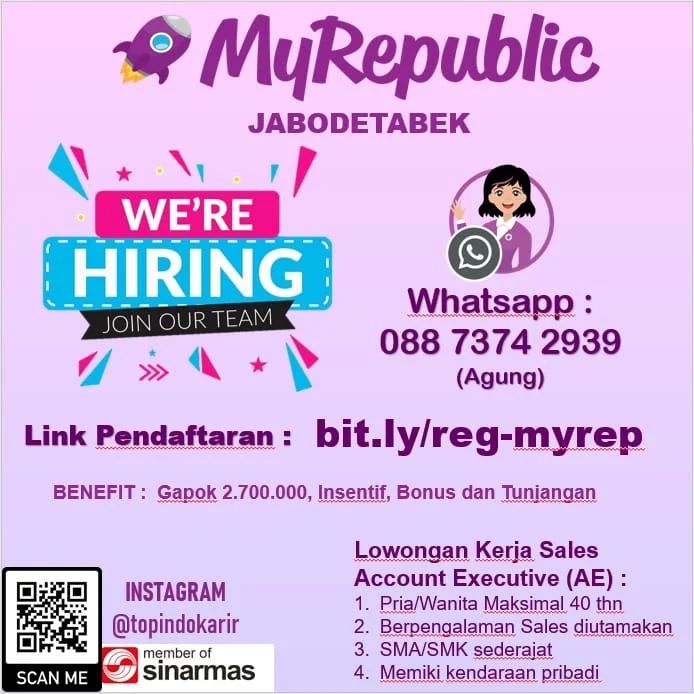 MyRepublic
JABODETABEK
WE'RE
HIRING
JOIN OUR TEAM
Whatsapp :
088 7374 2939
(Agung)
Link Pendaftaran : bit.ly/reg-myrep
BENEFIT : Gapok 2.700.000, Insentif, Bonus dan Tunjangan
Lowongan Kerja Sales
Account Executive (AE) :
1. Pria/Wanita Maksimal 40 thn
2. Berpengalaman Sales diutamakan
3. SMA/SMK sederajat
4. Memiki kendaraan pribadi
INSTAGRAM
@topindokarir
SCAN ME
member of
sinarmas